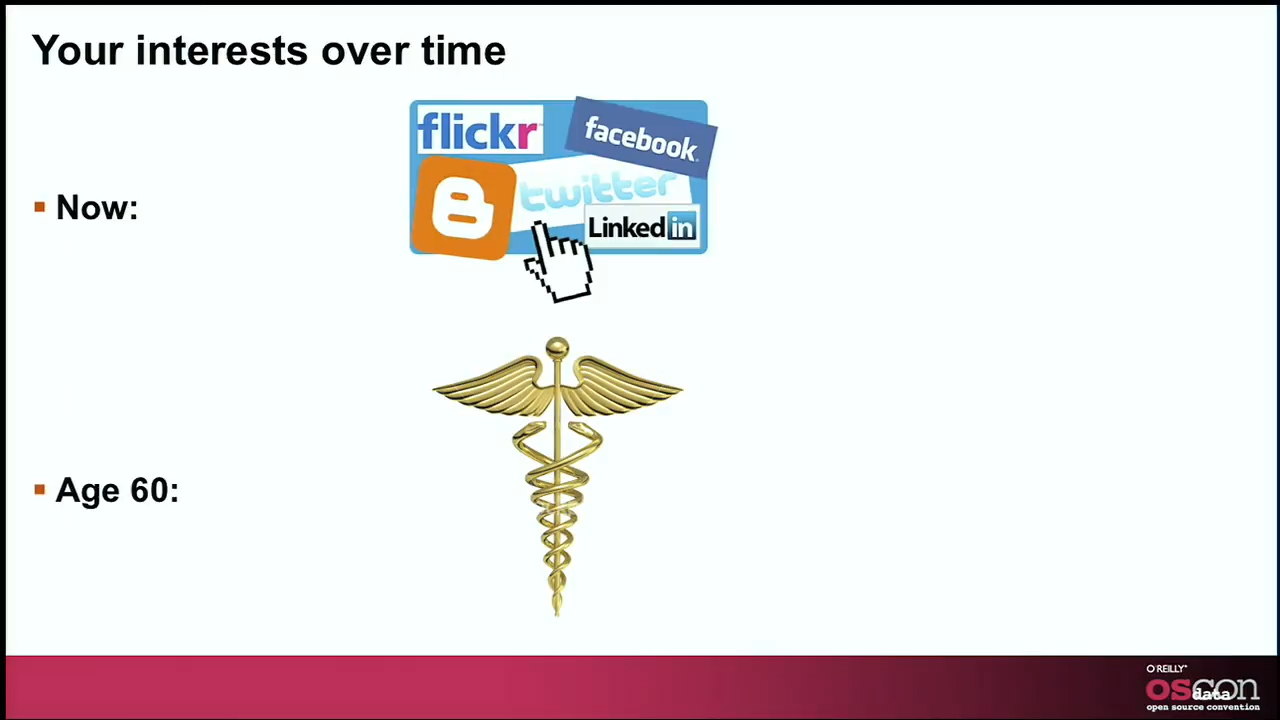 Your interests over time
flickr
facebook
twitter
Linked in
Now:
Age 60:
O'REILLY
oscon
data
open source convention